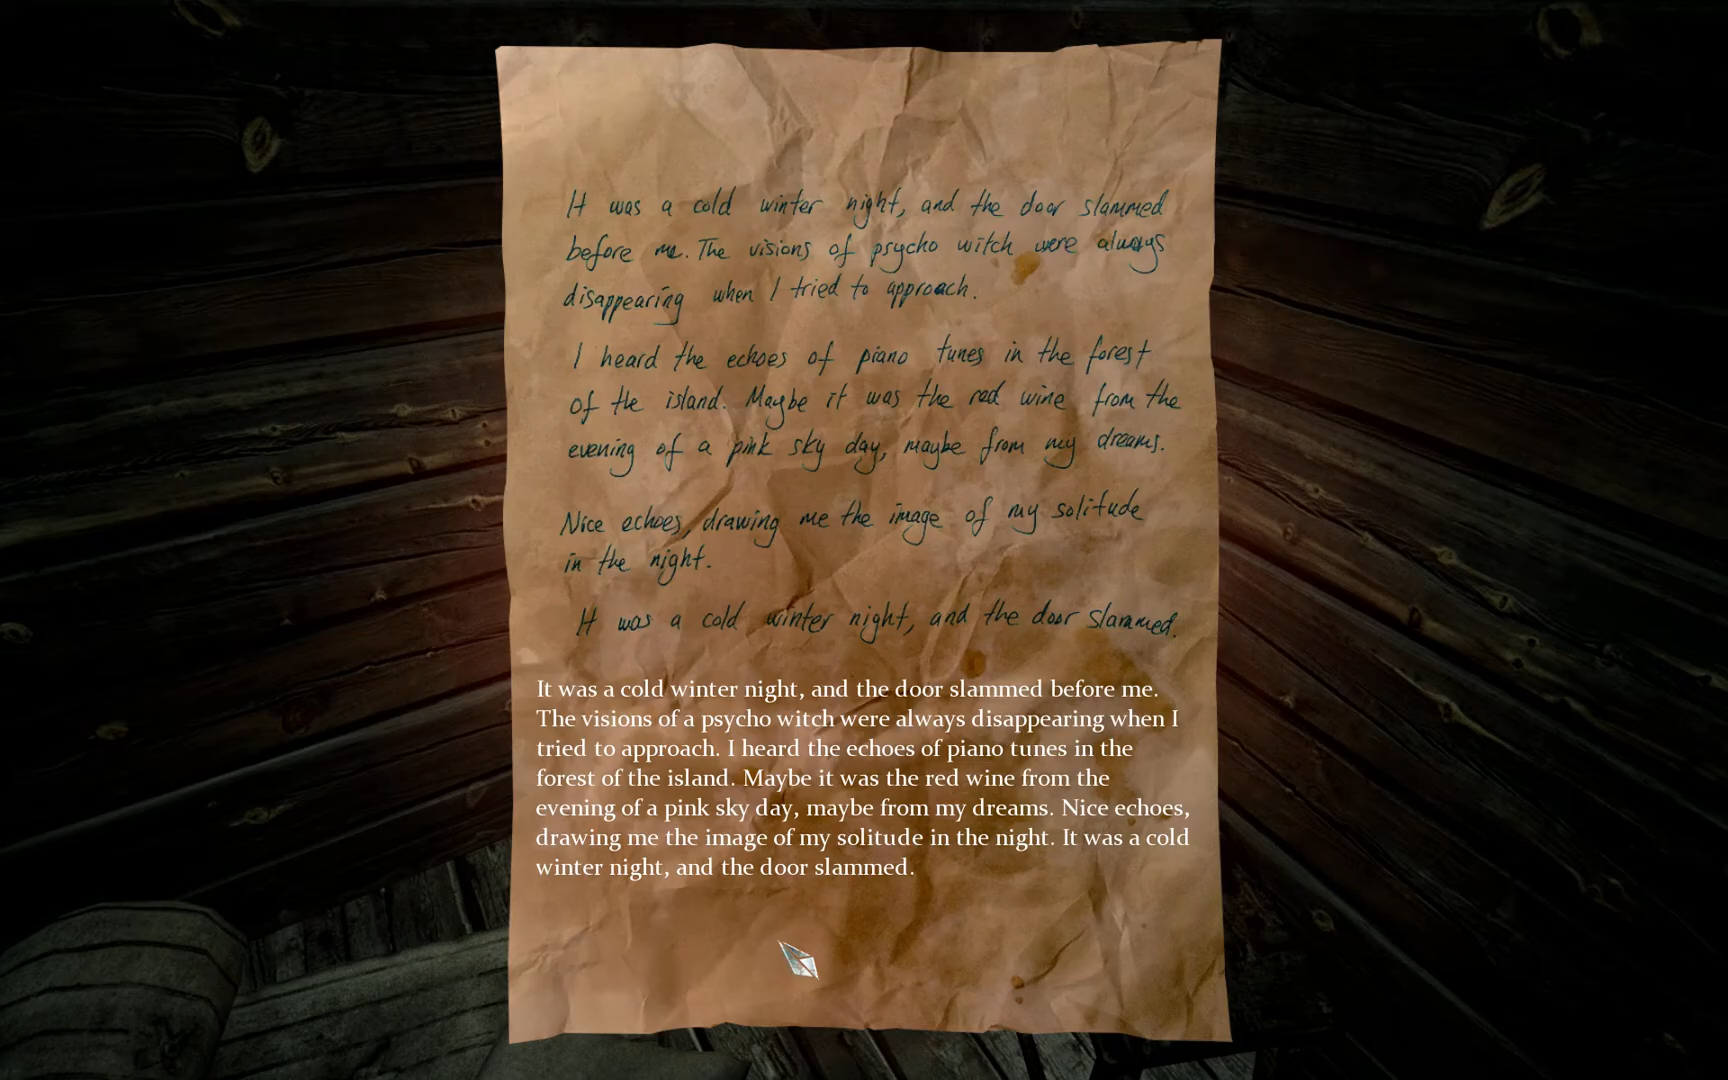 It was a cold winter night, and the door slammed
before me. The visions of psycho witch were always
disappearing when I tried to approach.
I heard the echoes of piano tunes in the forest
of the island. Maybe it was the red wine from the
evening of a pink sky day, maybe from my dreams.
Nice echoes, drawing me the image of my solitude
in the night.
It was a cold winter night, and the door slammed.
It was a cold winter night, and the door slammed before me.
The visions of a psycho witch were always disappearing when I
tried to approach. I heard the echoes of piano tunes in the
forest of the island. Maybe it was the red wine from the
evening of a pink sky day, maybe from my dreams. Nice echoes,
drawing me the image of my solitude in the night. It was a cold
winter night, and the door slammed.